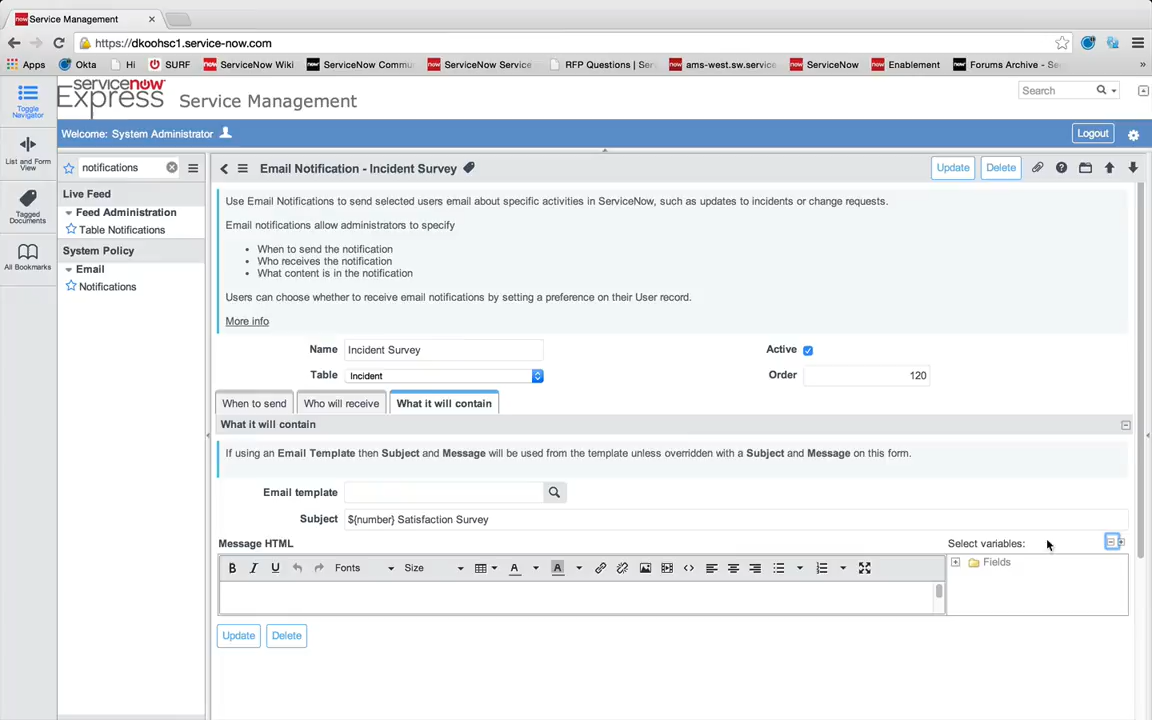 Service Management
https://dkoohsc1.service-now.com
Apps Okta Hi SURF ServiceNow Wiki ServiceNow Commu ServiceNow Service RFP Questions | Ser ams-west.sw.service ServiceNow Enablement Forums Archive - Se »
Toggle Navigator
List and Form View
Tagged Documents
All Bookmarks
servicenow
Express Service Management
Search
Welcome: System Administrator
Logout
notifications
Live Feed
Feed Administration
Table Notifications
System Policy
Email
Notifications
Email Notification - Incident Survey
Update Delete
Use Email Notifications to send selected users email about specific activities in ServiceNow, such as updates to incidents or change requests.
Email notifications allow administrators to specify
• When to send the notification
• Who receives the notification
• What content is in the notification
Users can choose whether to receive email notifications by setting a preference on their User record.
More info
Name Incident Survey Active
Table Incident Order 120
When to send Who will receive What it will contain
What it will contain
If using an Email Template then Subject and Message will be used from the template unless overridden with a Subject and Message on this form.
Email template
Subject ${number} Satisfaction Survey
Message HTML Select variables:
B I U Fonts Size A A
Fields
Update Delete